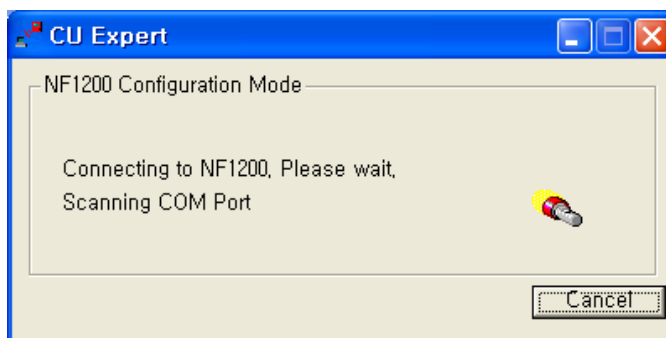 CU Expert
NF1200 Configuration Mode
Connecting to NF1200, Please wait,
Scanning COM Port
Cancel